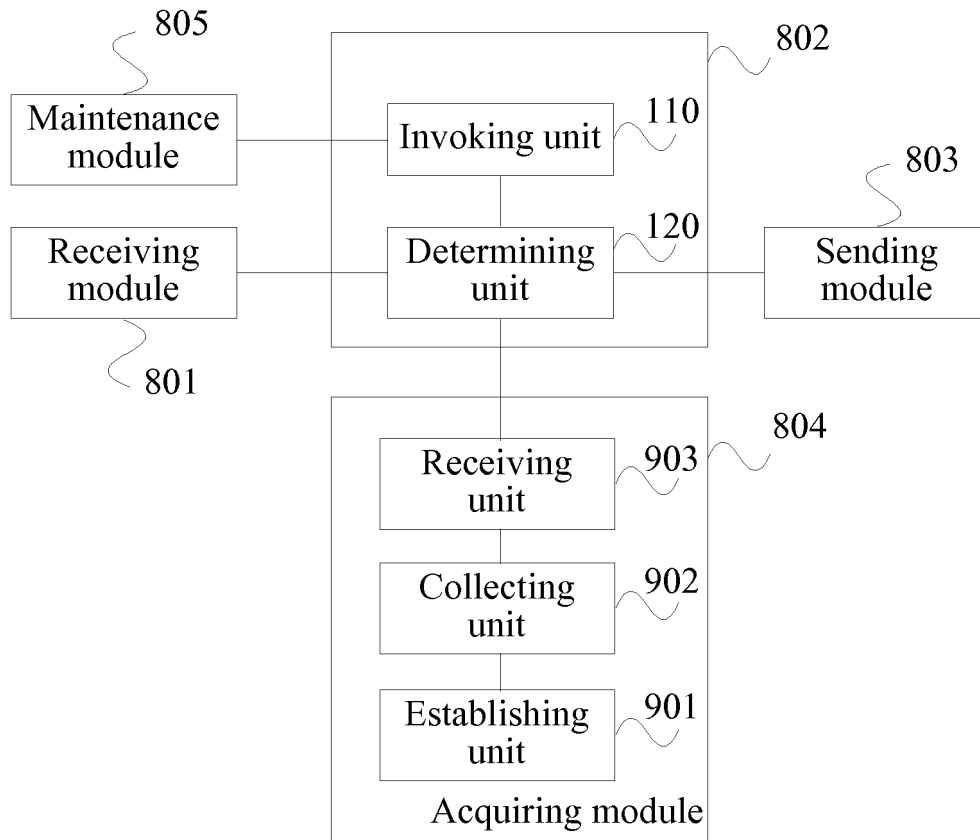 805
802
Maintenance
module
Invoking unit
110
803
Receiving
module
Determining
unit
120
Sending
module
801
804
Receiving
unit
903
Collecting
unit
902
Establishing
unit
901
Acquiring module